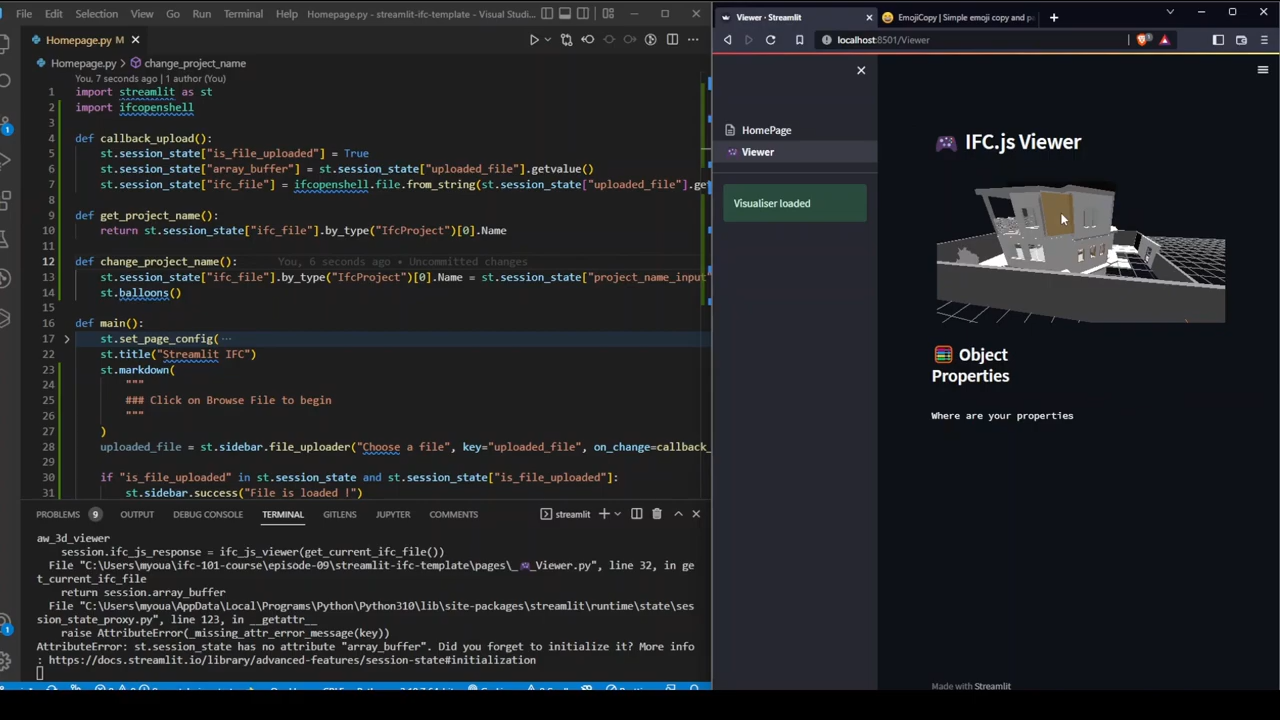 File Edit Selection View Go Run Terminal Homepage.py - streamlit-ifc-template - Visual Studi...
Homepage.py M
Homepage.py > change_project_name
You, 7 seconds ago | 1 author (You)
1 import streamlit as st
2 import ifcopenshell
3
4 def callback_upload():
5 st.session_state["is_file_uploaded"] = True
6 st.session_state["array_buffer"] = st.session_state["uploaded_file"].getvalue()
7 st.session_state["ifc_file"] = ifcopenshell.file.from_string(st.session_state["uploaded_file"].ge
8
9 def get_project_name():
10 return st.session_state["ifc_file"].by_type("IfcProject")[0].Name
11
12 def change_project_name(): You, 6 seconds ago • Uncommitted changes
13 st.session_state["ifc_file"].by_type("IfcProject")[0].Name = st.session_state["project_name_input
14 st.balloons()
15
16 def main():
17 st.set_page_config( ...
22 st.title("Streamlit IFC")
23 st.markdown(
24 """
25 ### Click on Browse File to begin
26 """
27 )
28 uploaded_file = st.sidebar.file_uploader("Choose a file", key="uploaded_file", on_change=callback_
29
30 if "is_file_uploaded" in st.session_state and st.session_state["is_file_uploaded"]:
31 st.sidebar.success("File is loaded !")
PROBLEMS 9 OUTPUT DEBUG CONSOLE TERMINAL GITLENS JUPYTER COMMENTS streamlit
aw_3d_viewer
session.ifc_js_response = ifc_js_viewer(get_current_ifc_file())
File "C:\Users\myoua\ifc-101-course\episode-09\streamlit-ifc-template\pages\_🎮_Viewer.py", line 32, in ge
t_current_ifc_file
return session.array_buffer
File "C:\Users\myoua\AppData\Local\Programs\Python\Python310\lib\site-packages\streamlit\runtime\state\ses
sion_state_proxy.py", line 123, in __getattr__
raise AttributeError(_missing_attr_error_message(key))
AttributeError: st.session_state has no attribute "array_buffer". Did you forget to initialize it? More info
: https://docs.streamlit.io/library/advanced-features/session-state#initialization
Viewer · Streamlit
EmojiCopy | Simple emoji copy and p
localhost:8501/Viewer
HomePage
Viewer
Visualiser loaded
🎮 IFC.js Viewer
🧮 Object
Properties
Where are your properties
Made with Streamlit